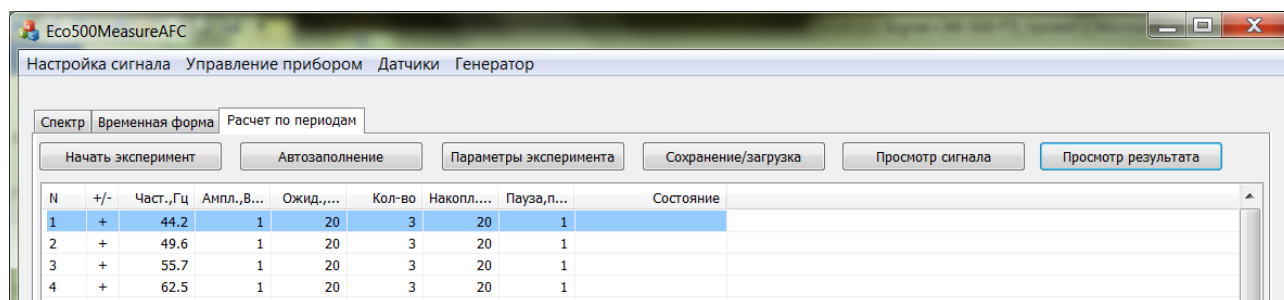 Eco500MeasureAFC
Настройка сигнала Управление прибором Датчики Генератор
Спектр Временная форма Расчет по периодам
Начать эксперимент Автозаполнение Параметры эксперимента Сохранение/загрузка Просмотр сигнала Просмотр результата
N +/- Част.,Гц Ампл.,В... Ожид.,... Кол-во Накопл.... Пауза,п... Состояние
1 + 44.2 1 20 3 20 1
2 + 49.6 1 20 3 20 1
3 + 55.7 1 20 3 20 1
4 + 62.5 1 20 3 20 1